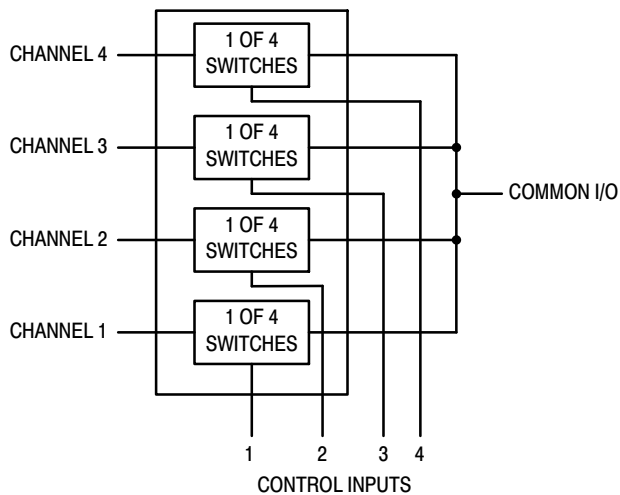 CHANNEL 4
1 OF 4
SWITCHES
CHANNEL 3
1 OF 4
SWITCHES
COMMON I/O
CHANNEL 2
1 OF 4
SWITCHES
CHANNEL 1
1 OF 4
SWITCHES
1 2 3 4
CONTROL INPUTS